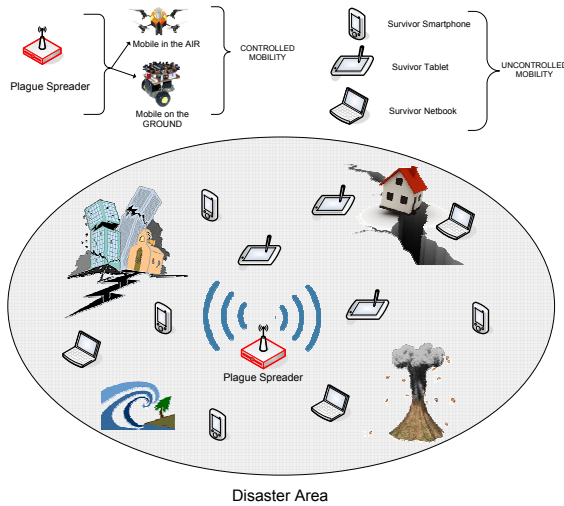 Plague Spreader
Mobile in the AIR
Mobile on the
GROUND
CONTROLLED
MOBILITY
Survivor Smartphone
Suvivor Tablet
Survivor Netbook
UNCONTROLLED
MOBILITY
Plague Spreader
Disaster Area